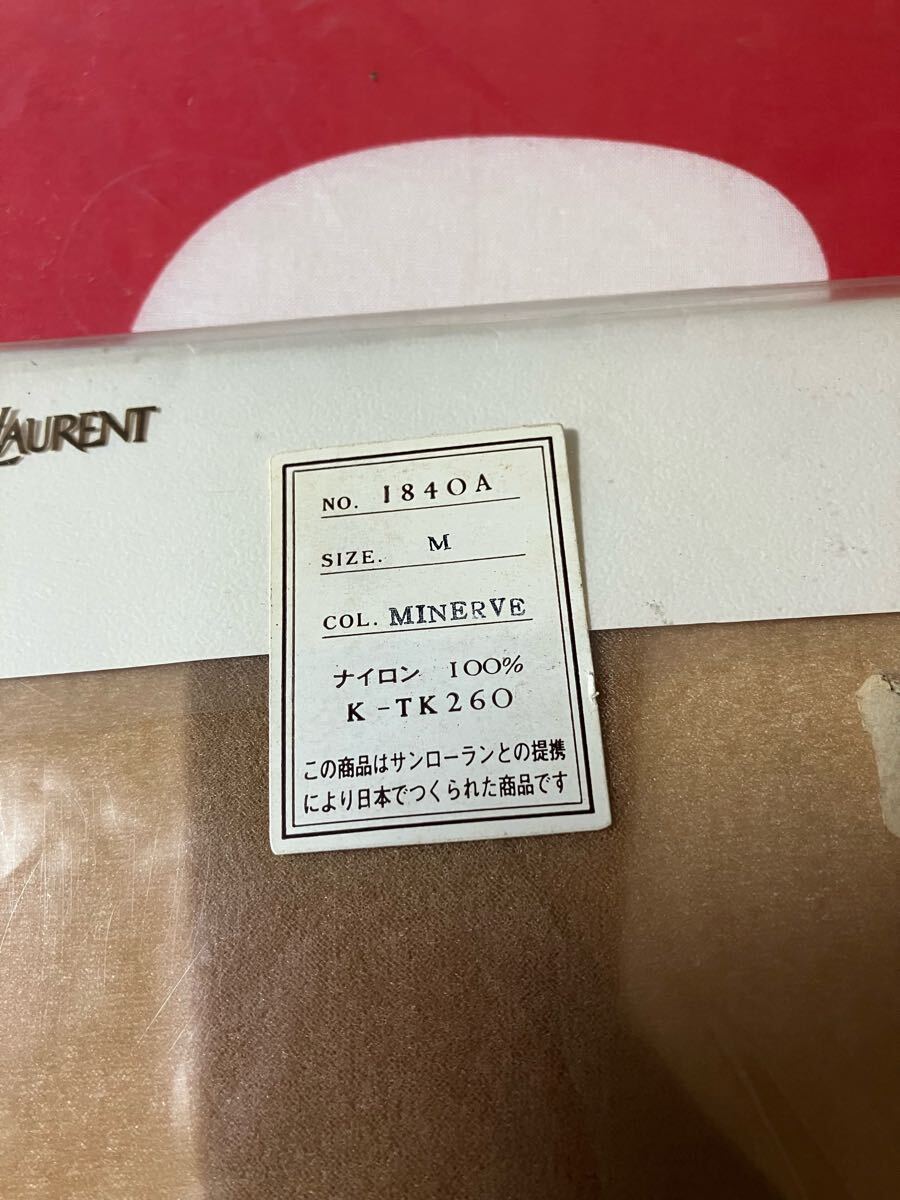 LAURENT
NO. 1840A
SIZE. M
COL. MINERVE
ナイロン 100%
K-TK260
この商品はサンローランとの提携
により日本でつくられた商品です